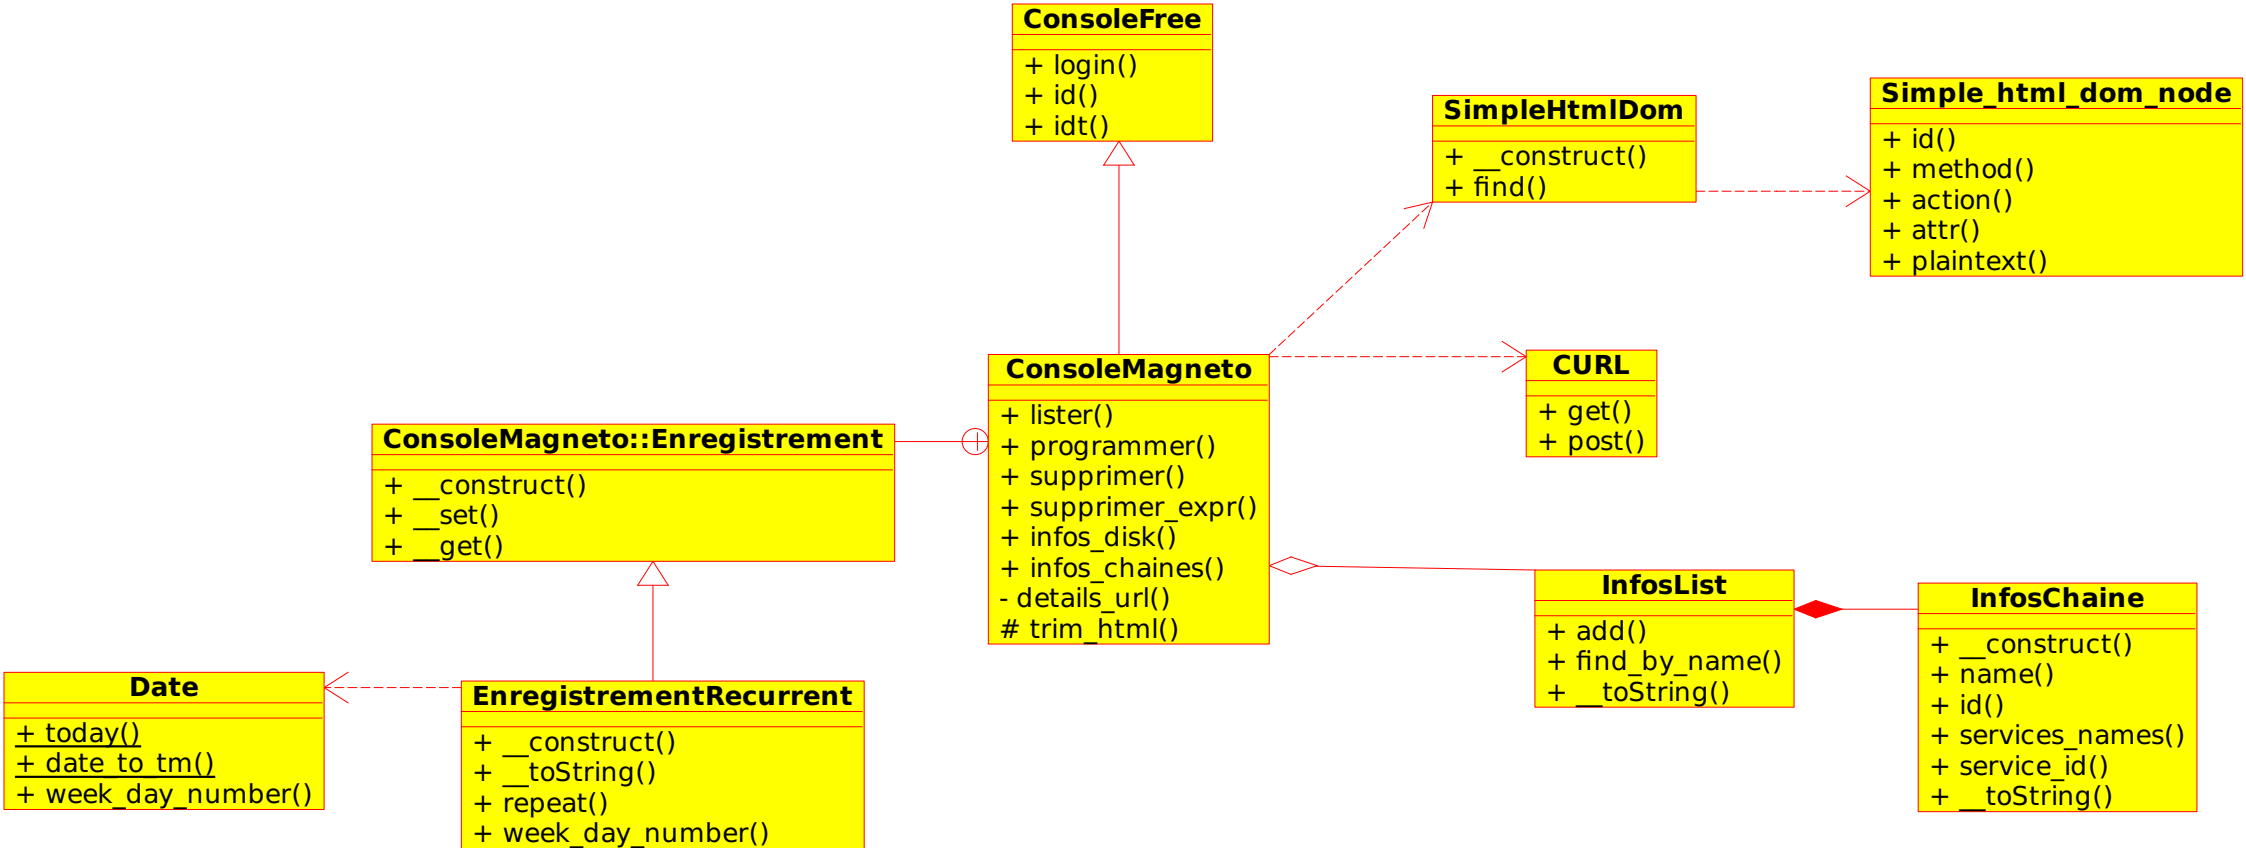 ConsoleFree
+ login()
+ id()
+ idt()
SimpleHtmlDom
+ __construct()
+ find()
Simple_html_dom_node
+ id()
+ method()
+ action()
+ attr()
+ plaintext()
ConsoleMagneto
+ lister()
+ programmer()
+ supprimer()
+ supprimer_expr()
+ infos_disk()
+ infos_chaines()
- details_url()
# trim_html()
CURL
+ get()
+ post()
ConsoleMagneto::Enregistrement
+ __construct()
+ __set()
+ __get()
InfosList
+ add()
+ find_by_name()
+ __toString()
InfosChaine
+ __construct()
+ name()
+ id()
+ services_names()
+ service_id()
+ __toString()
Date
+ today()
+ date_to_tm()
+ week_day_number()
EnregistrementRecurrent
+ __construct()
+ __toString()
+ repeat()
+ week_day_number()